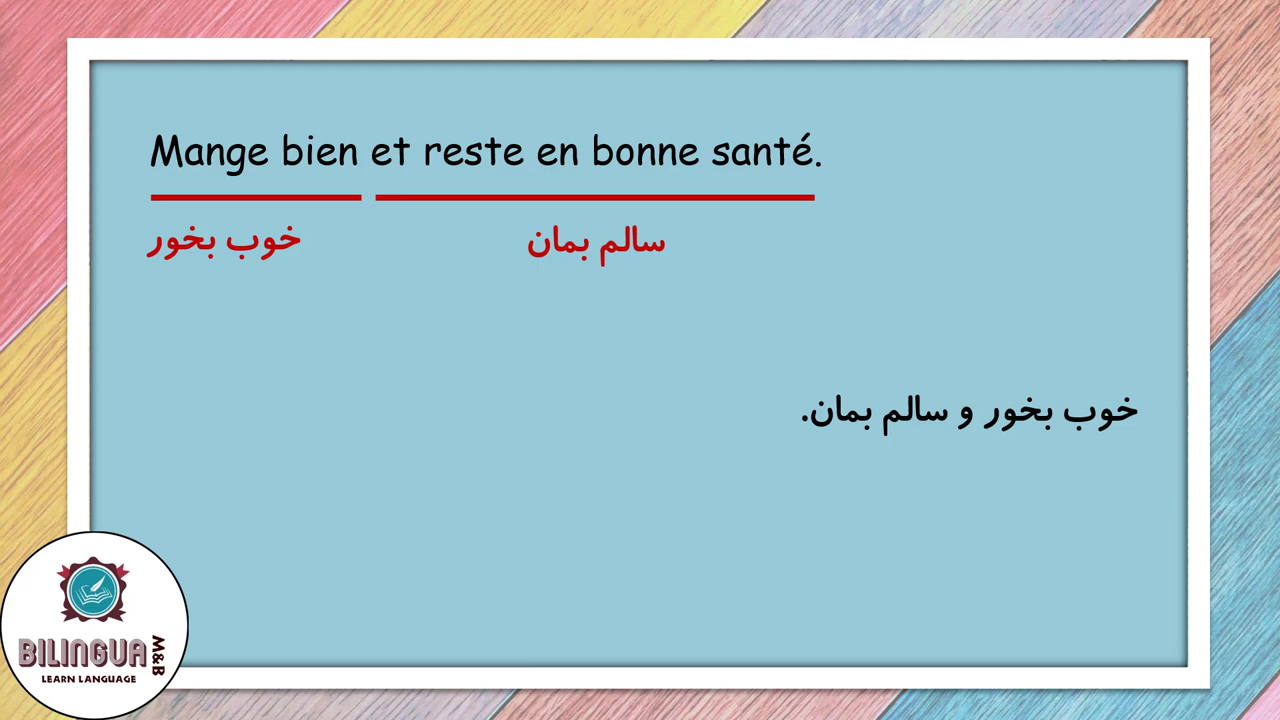 Mange bien et reste en bonne santé.
خوب بخور
سالم بمان
خوب بخور و سالم بمان.
BILINGUA
M&B
LEARN LANGUAGE